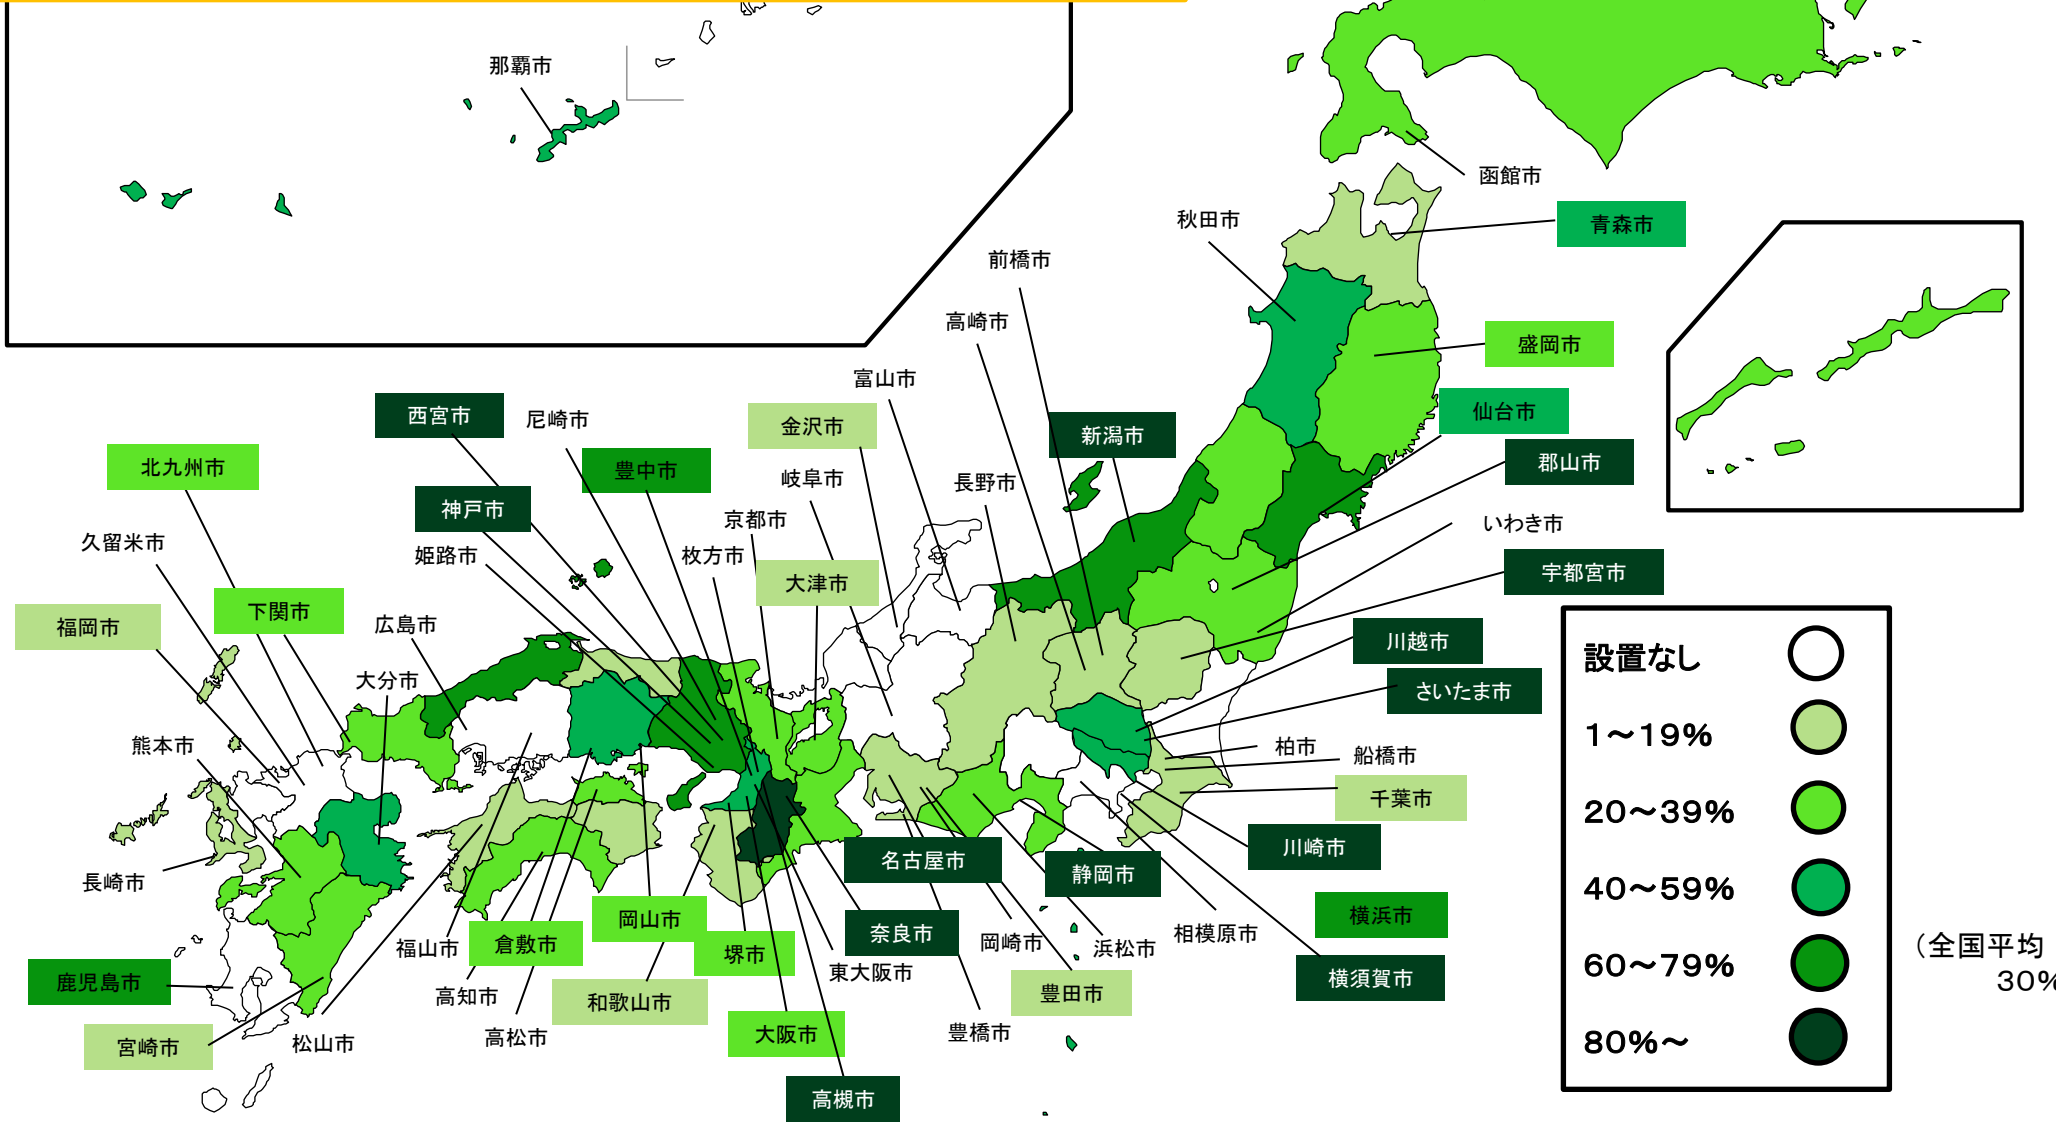 那覇市
函館市
秋田市
青森市
前橋市
高崎市
盛岡市
富山市
仙台市
西宮市
尼崎市
金沢市
新潟市
北九州市
豊中市
郡山市
岐阜市
長野市
神戸市
京都市
いわき市
久留米市
姫路市
枚方市
大津市
宇都宮市
下関市
福岡市
広島市
川越市
大分市
さいたま市
熊本市
柏市
船橋市
千葉市
川崎市
名古屋市
静岡市
長崎市
横浜市
岡山市
奈良市
相模原市
福山市
倉敷市
堺市
岡崎市
浜松市
東大阪市
横須賀市
鹿児島市
高知市
和歌山市
豊田市
宮崎市
松山市
高松市
大阪市
豊橋市
高槻市
設置なし
1～19%
20～39%
40～59%
60～79%
80%～
（全国平均
30%